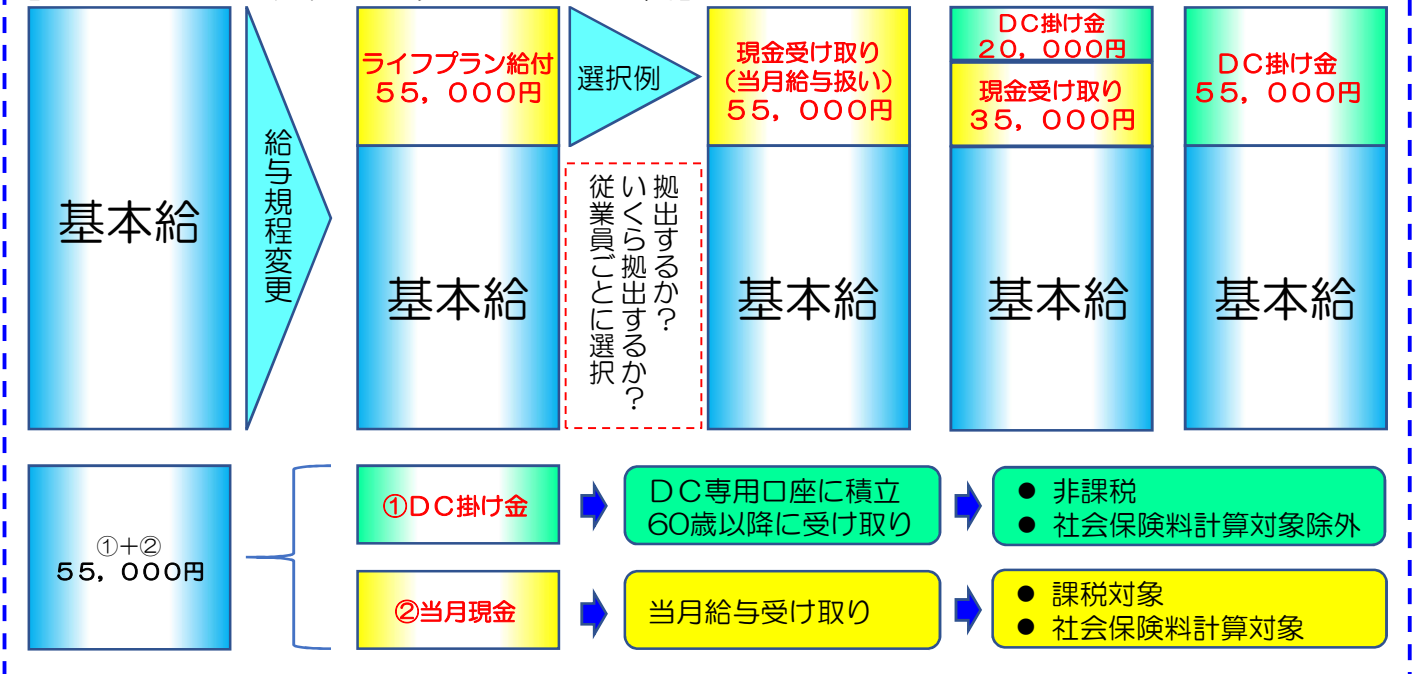 基本給
給与規程変更
ライフプラン給付
５５，０００円
基本給
選択例
拠出するか？
いくら拠出するか？
従業員ごとに選択
現金受け取り
（当月給与扱い）
５５，０００円
基本給
ＤＣ掛け金
２０，０００円
現金受け取り
３５，０００円
基本給
ＤＣ掛け金
５５，０００円
基本給
①＋②
５５，０００円
①ＤＣ掛け金
ＤＣ専用口座に積立
60歳以降に受け取り
● 非課税
● 社会保険料計算対象除外
②当月現金
当月給与受け取り
● 課税対象
● 社会保険料計算対象